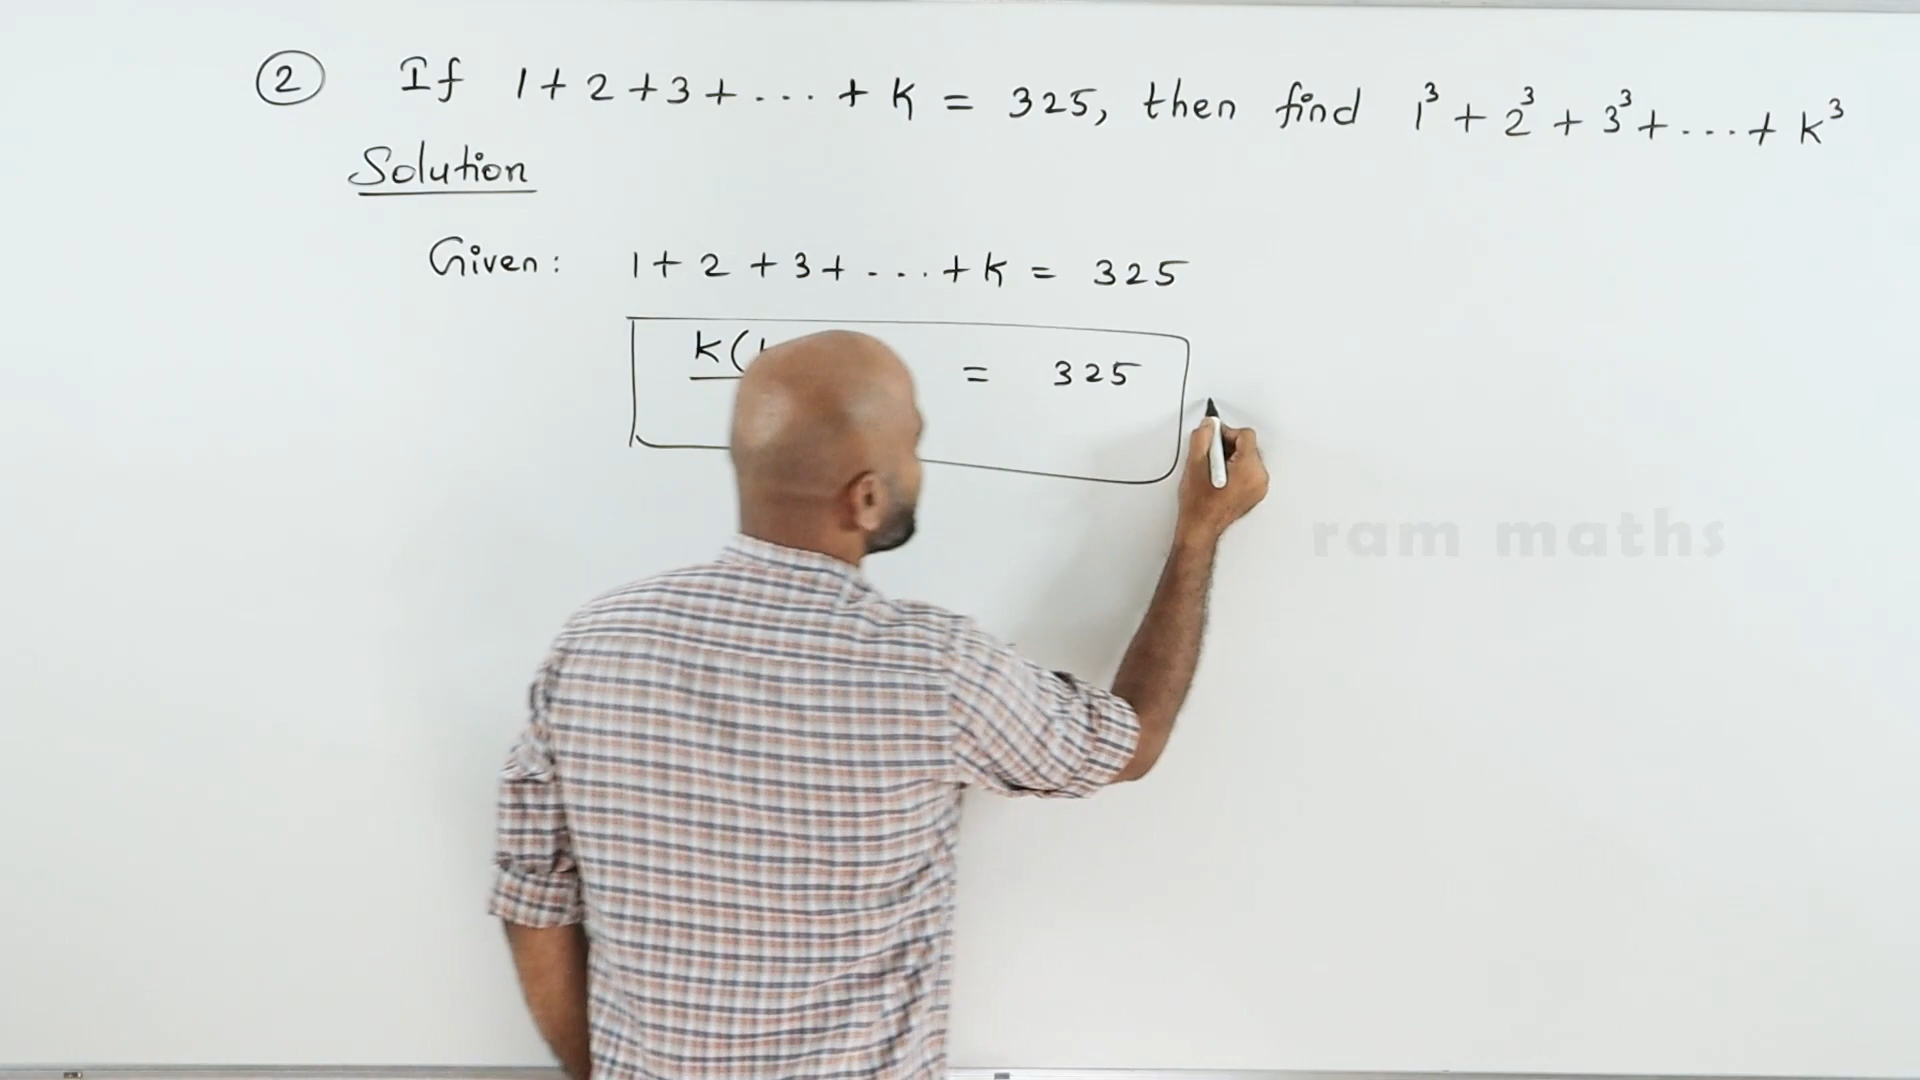 ② If 1+2+3+...+k = 325, then find 1³+2³+3³+...+k³
Solution
Given: 1+2+3+...+k = 325
k( = 325
ram maths